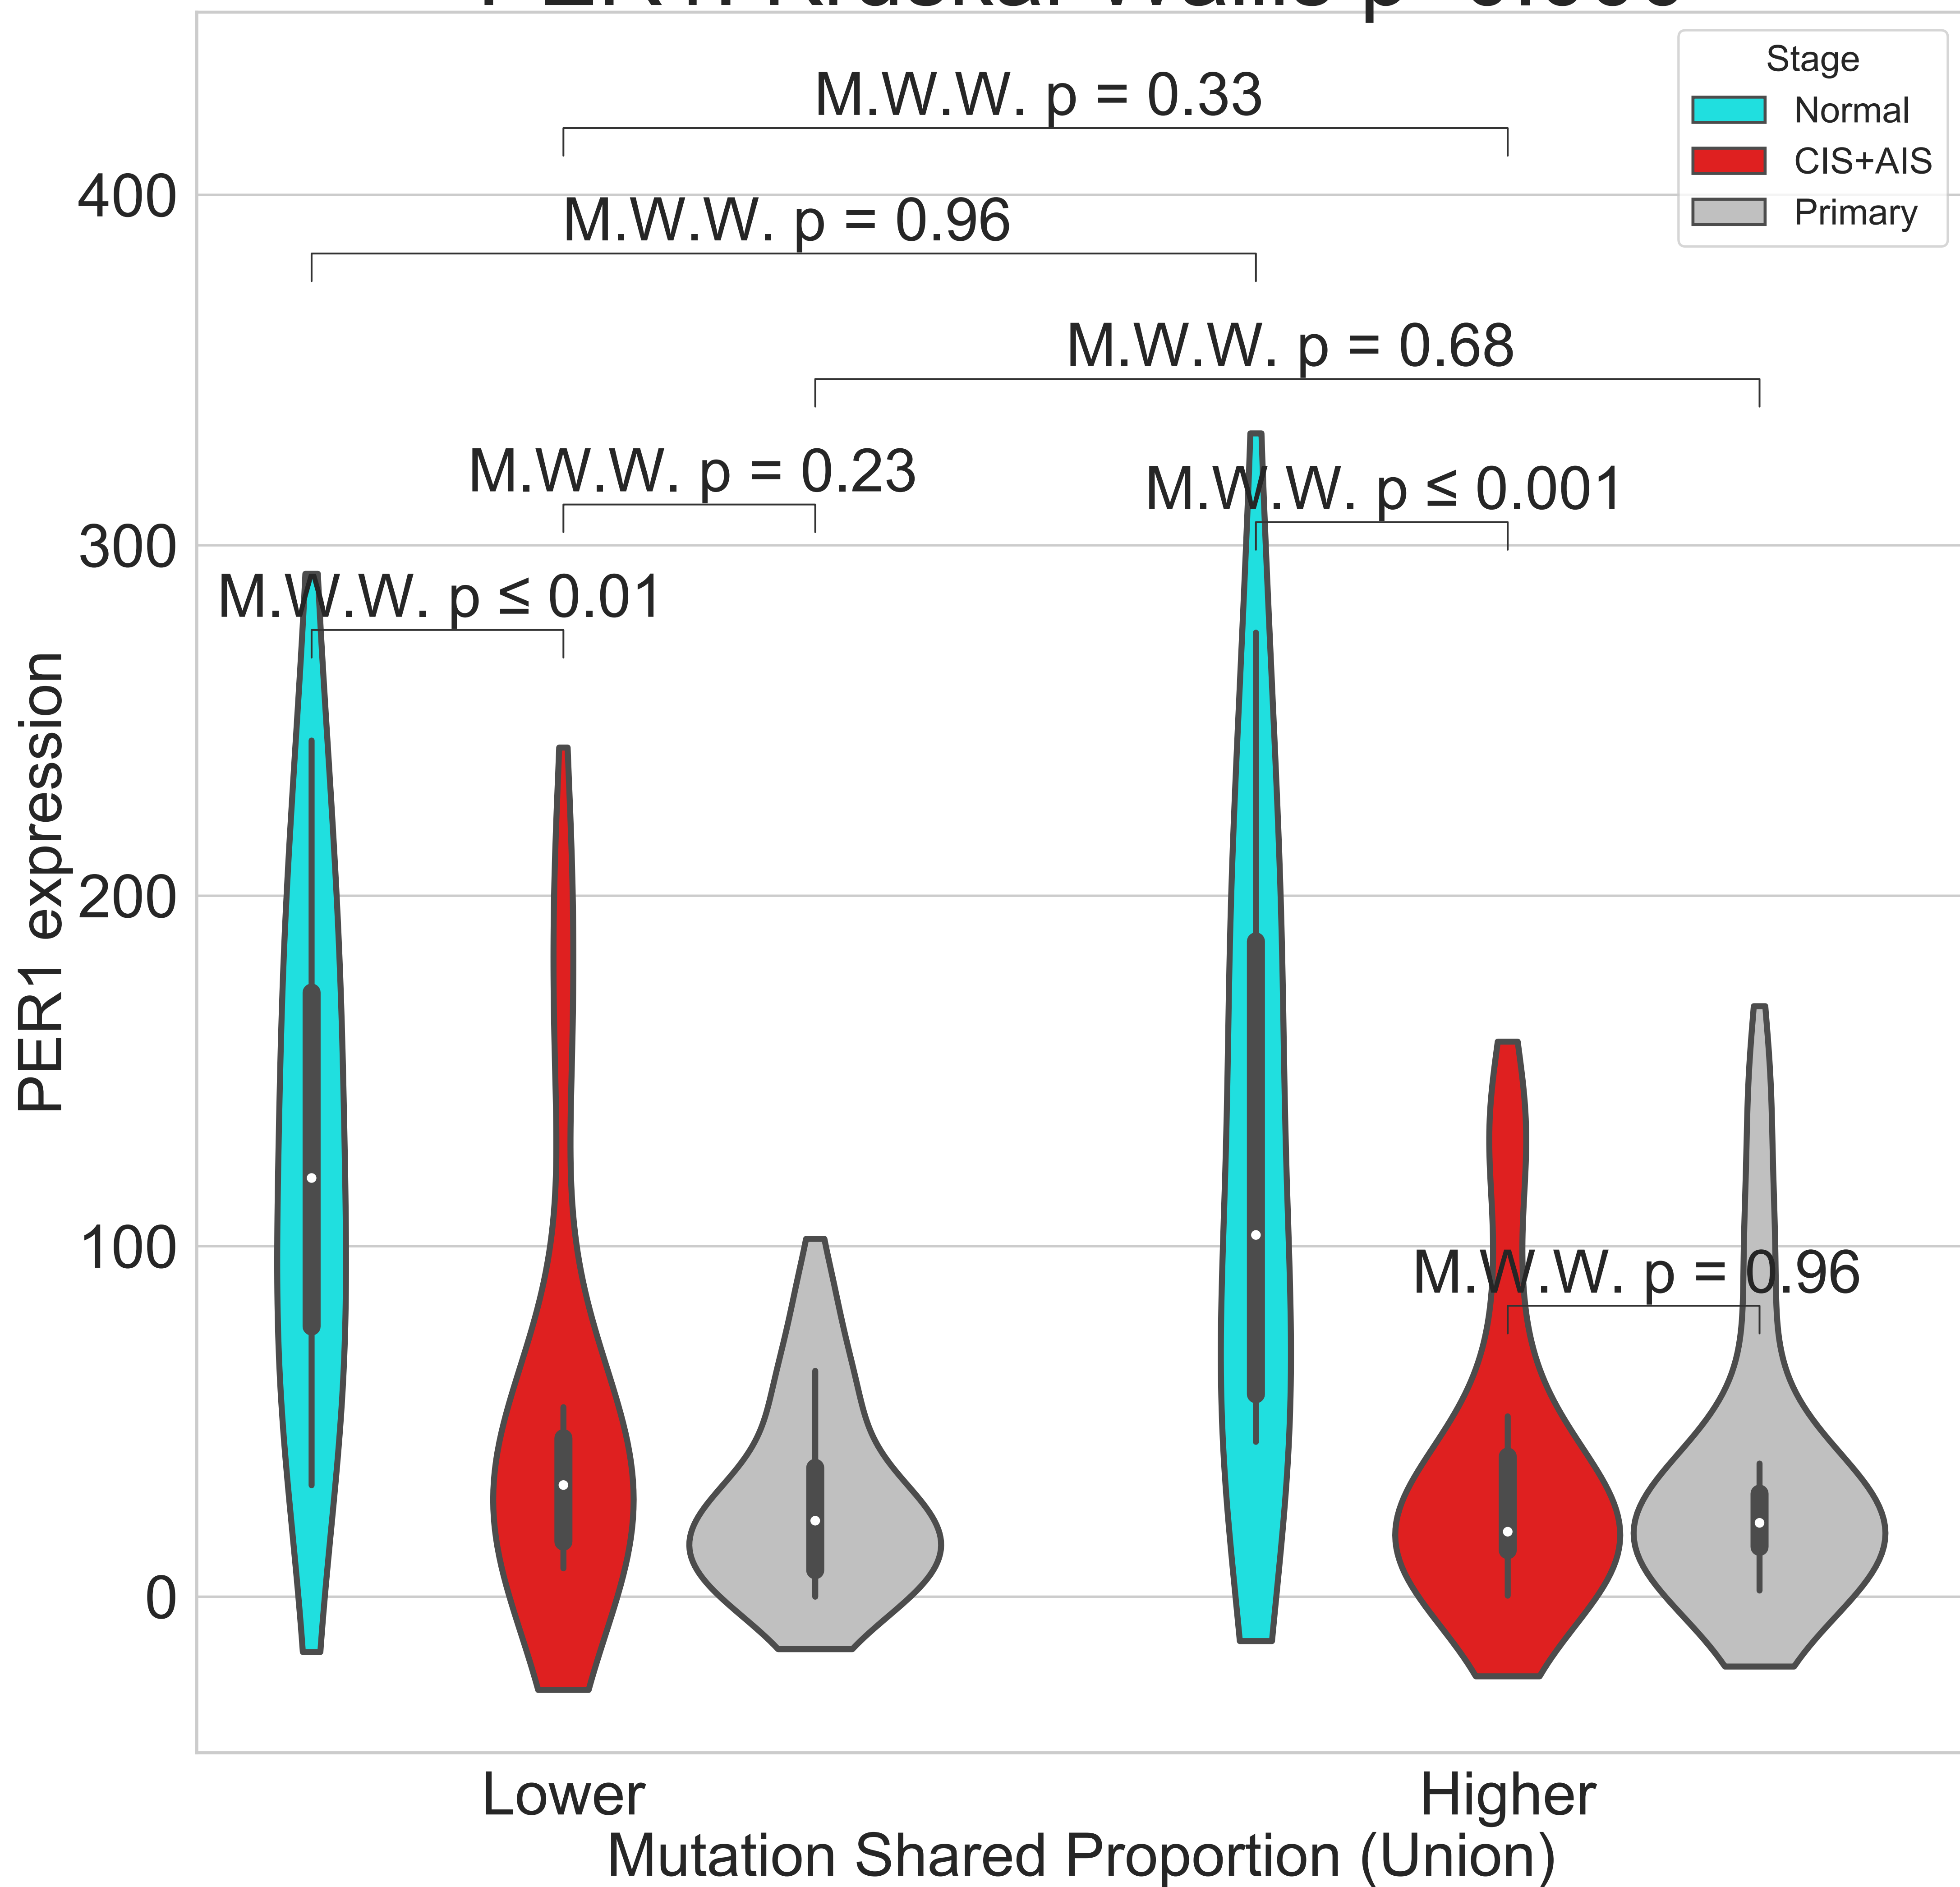 Stage
Normal
CIS+AIS
Primary
M.W.W. p = 0.33
M.W.W. p = 0.96
M.W.W. p = 0.68
M.W.W. p = 0.23
M.W.W. p ≤ 0.001
M.W.W. p ≤ 0.01
M.W.W. p = 0.96
PER1 expression
400
300
200
100
0
Lower
Higher
Mutation Shared Proportion (Union)